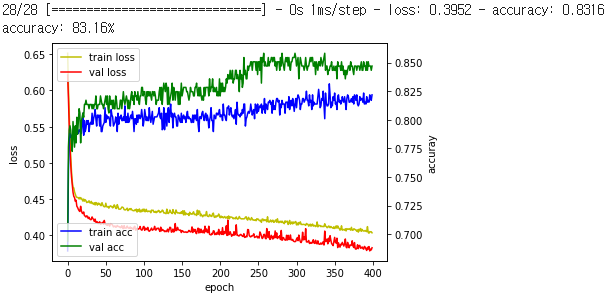 28/28 [==============================] - 0s 1ms/step - loss: 0.3952 - accuracy: 0.8316
accuracy: 83.16%
train loss
val loss
train acc
val acc
0.65
0.60
0.55
0.50
0.45
0.40
loss
0.850
0.825
0.800
0.775
0.750
0.725
0.700
accuray
0 50 100 150 200 250 300 350 400
epoch